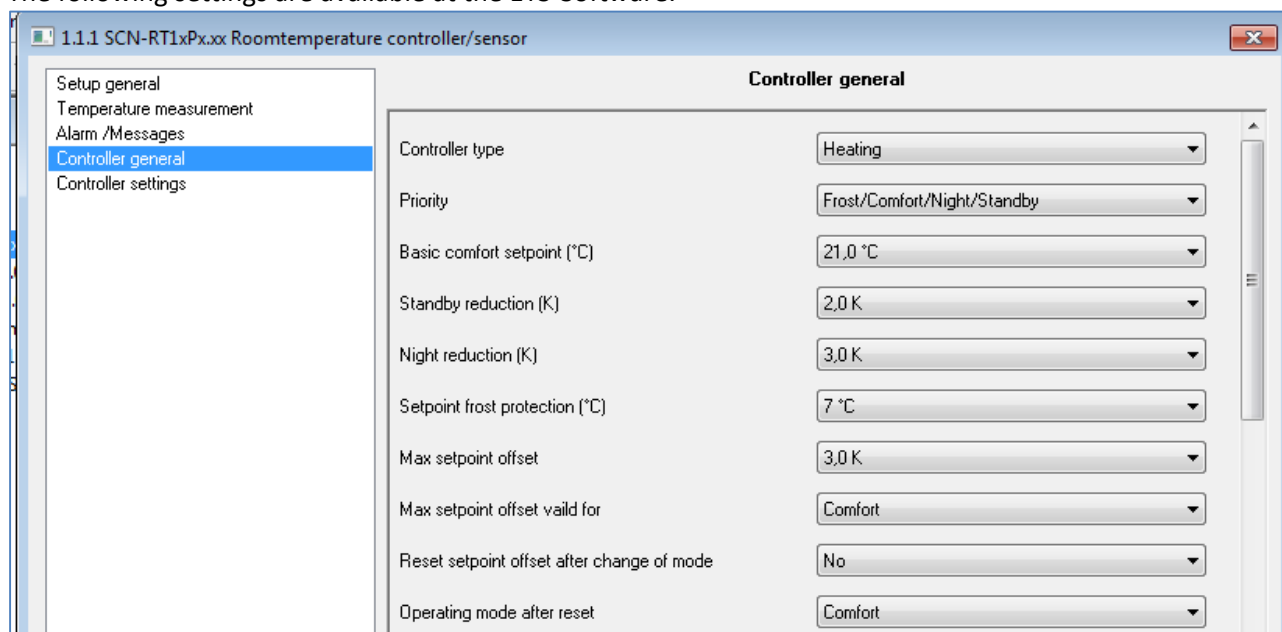 1.1.1 SCN-RT1xPx.xx Roomtemperature controller/sensor
Setup general
Temperature measurement
Alarm /Messages
Controller general
Controller settings
Controller general
Controller type Heating
Priority Frost/Comfort/Night/Standby
Basic comfort setpoint (°C) 21,0 °C
Standby reduction (K) 2,0 K
Night reduction (K) 3,0 K
Setpoint frost protection (°C) 7 °C
Max setpoint offset 3,0 K
Max setpoint offset vaild for Comfort
Reset setpoint offset after change of mode No
Operating mode after reset Comfort